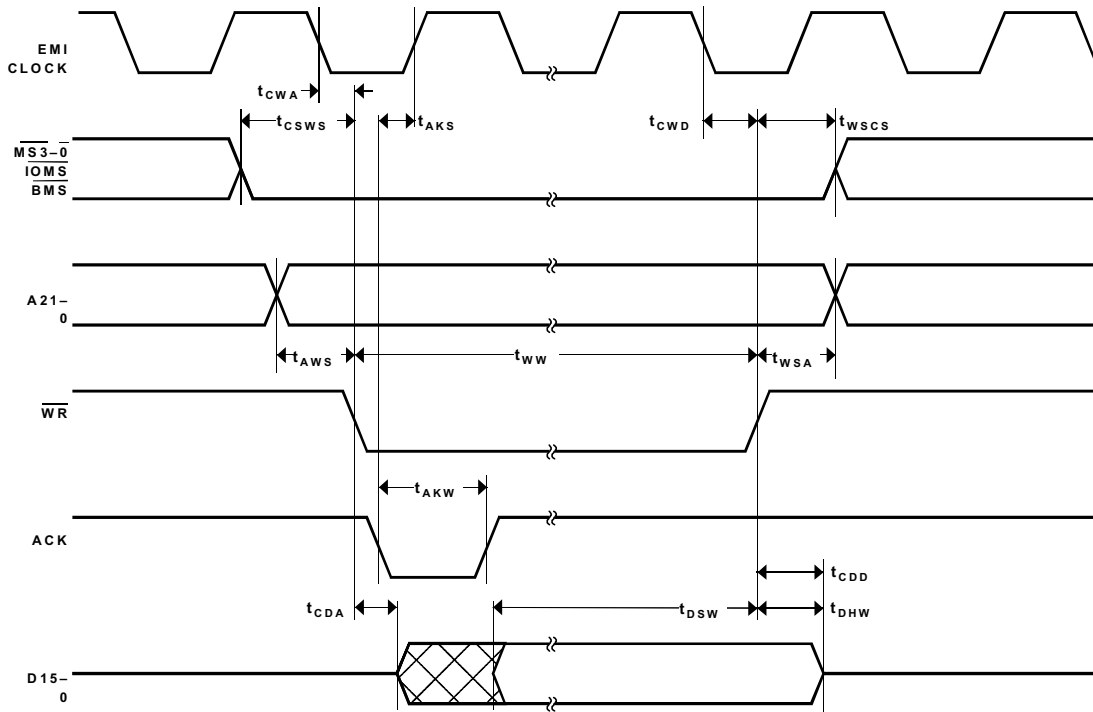 EMI
CLOCK
tCWA
tCSWS
tAKS
tCWD
tWSCS
MS3–0
IOMS
BMS
A21–
0
tAWS
tWW
tWSA
WR
tAKW
ACK
tCDD
tCDA
tDSW
tDHW
D15–
0